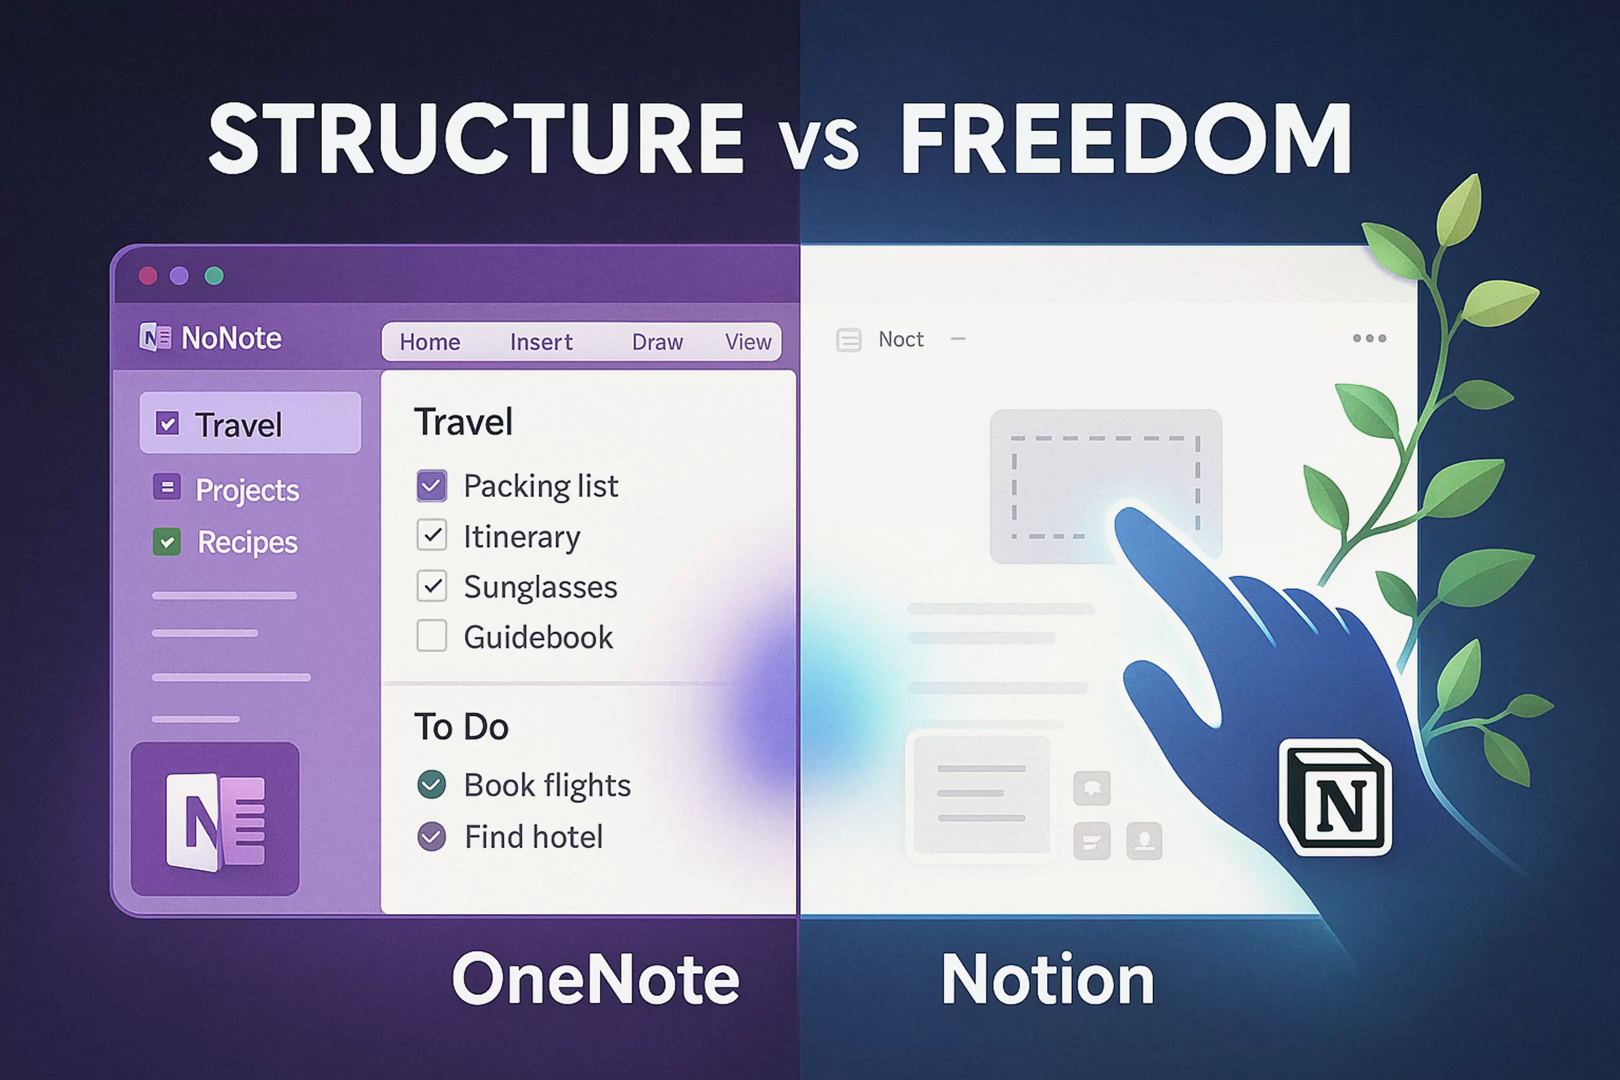 STRUCTURE vs FREEDOM
N NoNote
Home Insert Draw View
Noct
Travel
Projects
Recipes
Travel
Packing list
Itinerary
Sunglasses
Guidebook
To Do
Book flights
Find hotel
N
N
OneNote
Notion